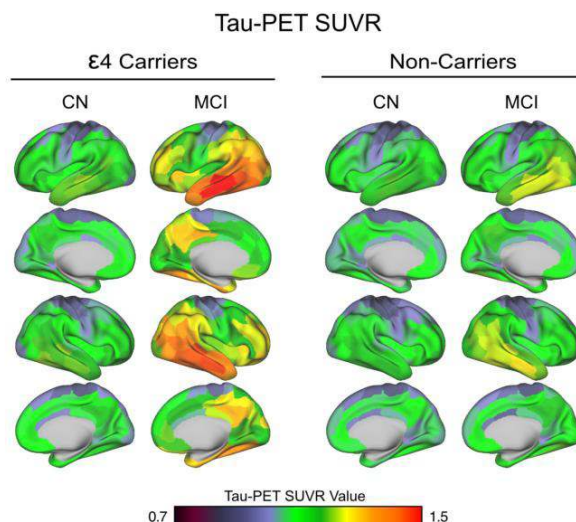 Tau-PET SUVR
ε4 Carriers
Non-Carriers
CN
MCI
CN
MCI
Tau-PET SUVR Value
0.7
1.5